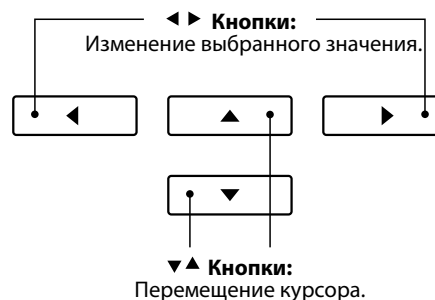 ◀ ▶ Кнопки:
Изменение выбранного значения.
▼▲ Кнопки:
Перемещение курсора.